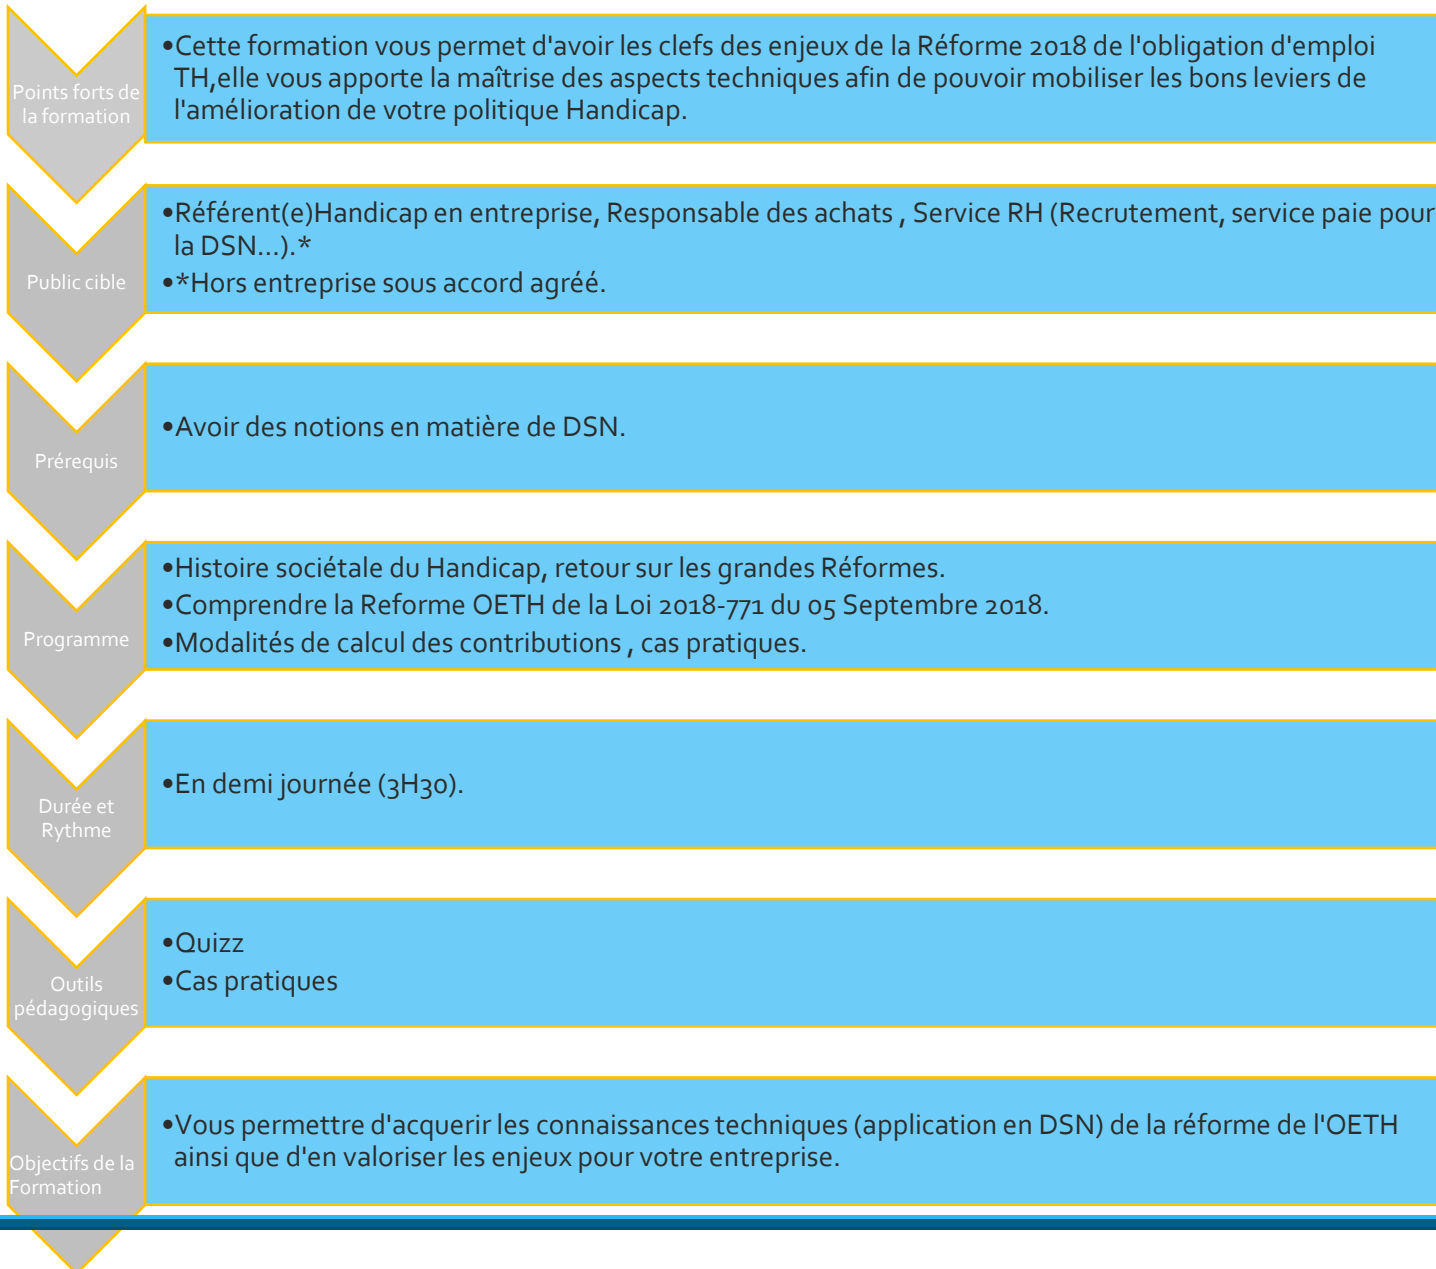 Points forts de
la formation
•Cette formation vous permet d'avoir les clefs des enjeux de la Réforme 2018 de l'obligation d'emploi
TH,elle vous apporte la maîtrise des aspects techniques afin de pouvoir mobiliser les bons leviers de
l'amélioration de votre politique Handicap.
Public cible
•Référent(e)Handicap en entreprise, Responsable des achats , Service RH (Recrutement, service paie pour
la DSN...).*
•*Hors entreprise sous accord agréé.
Prérequis
•Avoir des notions en matière de DSN.
Programme
•Histoire sociétale du Handicap, retour sur les grandes Réformes.
•Comprendre la Reforme OETH de la Loi 2018-771 du 05 Septembre 2018.
•Modalités de calcul des contributions , cas pratiques.
Durée et
Rythme
•En demi journée (3H30).
Outils
pédagogiques
•Quizz
•Cas pratiques
Objectifs de la
Formation
•Vous permettre d'acquerir les connaissances techniques (application en DSN) de la réforme de l'OETH
ainsi que d'en valoriser les enjeux pour votre entreprise.